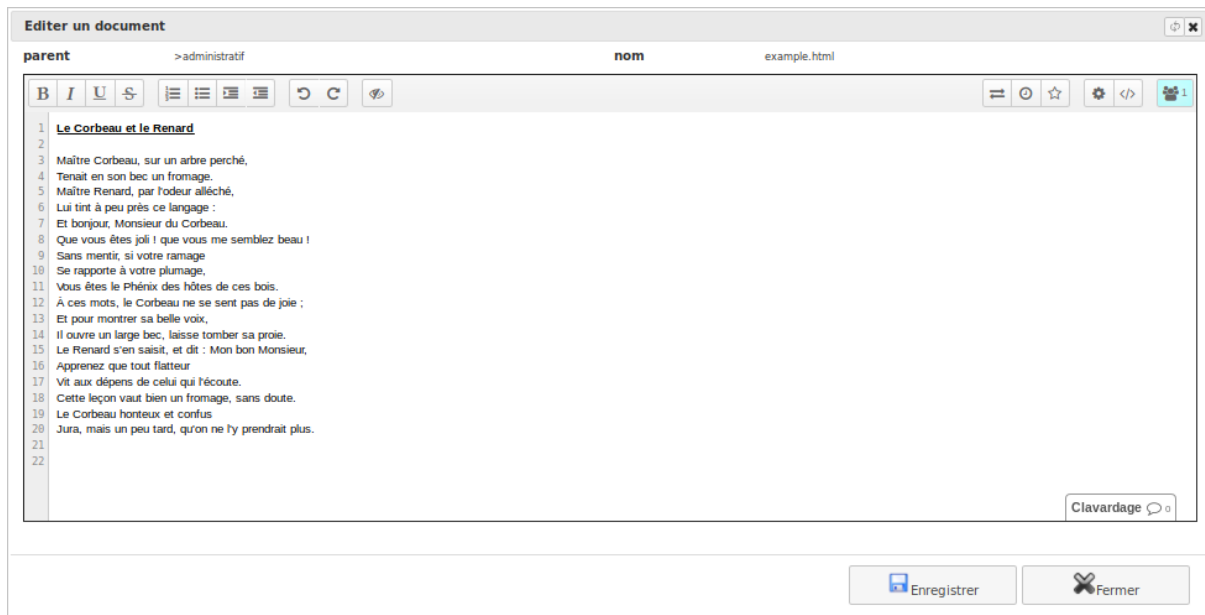 Editer un document
parent >administratif nom example.html
B I U S 1
1 Le Corbeau et le Renard
2
3 Maître Corbeau, sur un arbre perché,
4 Tenait en son bec un fromage.
5 Maître Renard, par l'odeur alléché,
6 Lui tint à peu près ce langage :
7 Et bonjour, Monsieur du Corbeau.
8 Que vous êtes joli ! que vous me semblez beau !
9 Sans mentir, si votre ramage
10 Se rapporte à votre plumage,
11 Vous êtes le Phénix des hôtes de ces bois.
12 À ces mots, le Corbeau ne se sent pas de joie ;
13 Et pour montrer sa belle voix,
14 Il ouvre un large bec, laisse tomber sa proie.
15 Le Renard s'en saisit, et dit : Mon bon Monsieur,
16 Apprenez que tout flatteur
17 Vit aux dépens de celui qui l'écoute.
18 Cette leçon vaut bien un fromage, sans doute.
19 Le Corbeau honteux et confus
20 Jura, mais un peu tard, qu'on ne l'y prendrait plus.
21
22
Clavardage 0
Enregistrer Fermer